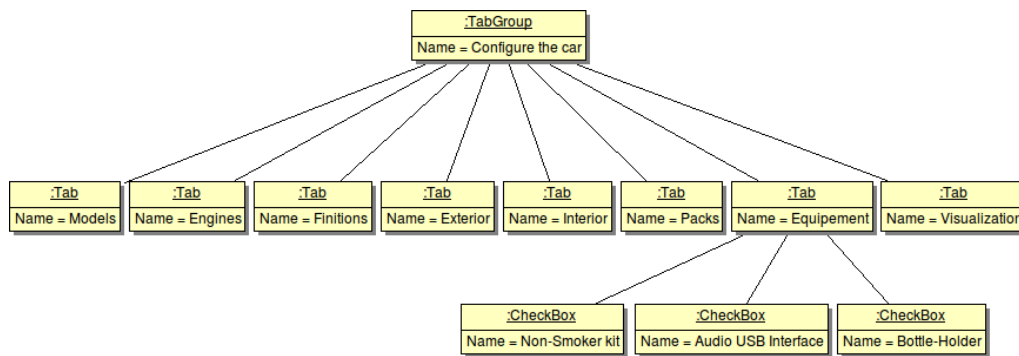 :TabGroup
Name = Configure the car
:Tab
Name = Models
:Tab
Name = Engines
:Tab
Name = Finitions
:Tab
Name = Exterior
:Tab
Name = Interior
:Tab
Name = Packs
:Tab
Name = Equipement
:Tab
Name = Visualization
:CheckBox
Name = Non-Smoker kit
:CheckBox
Name = Audio USB Interface
:CheckBox
Name = Bottle-Holder